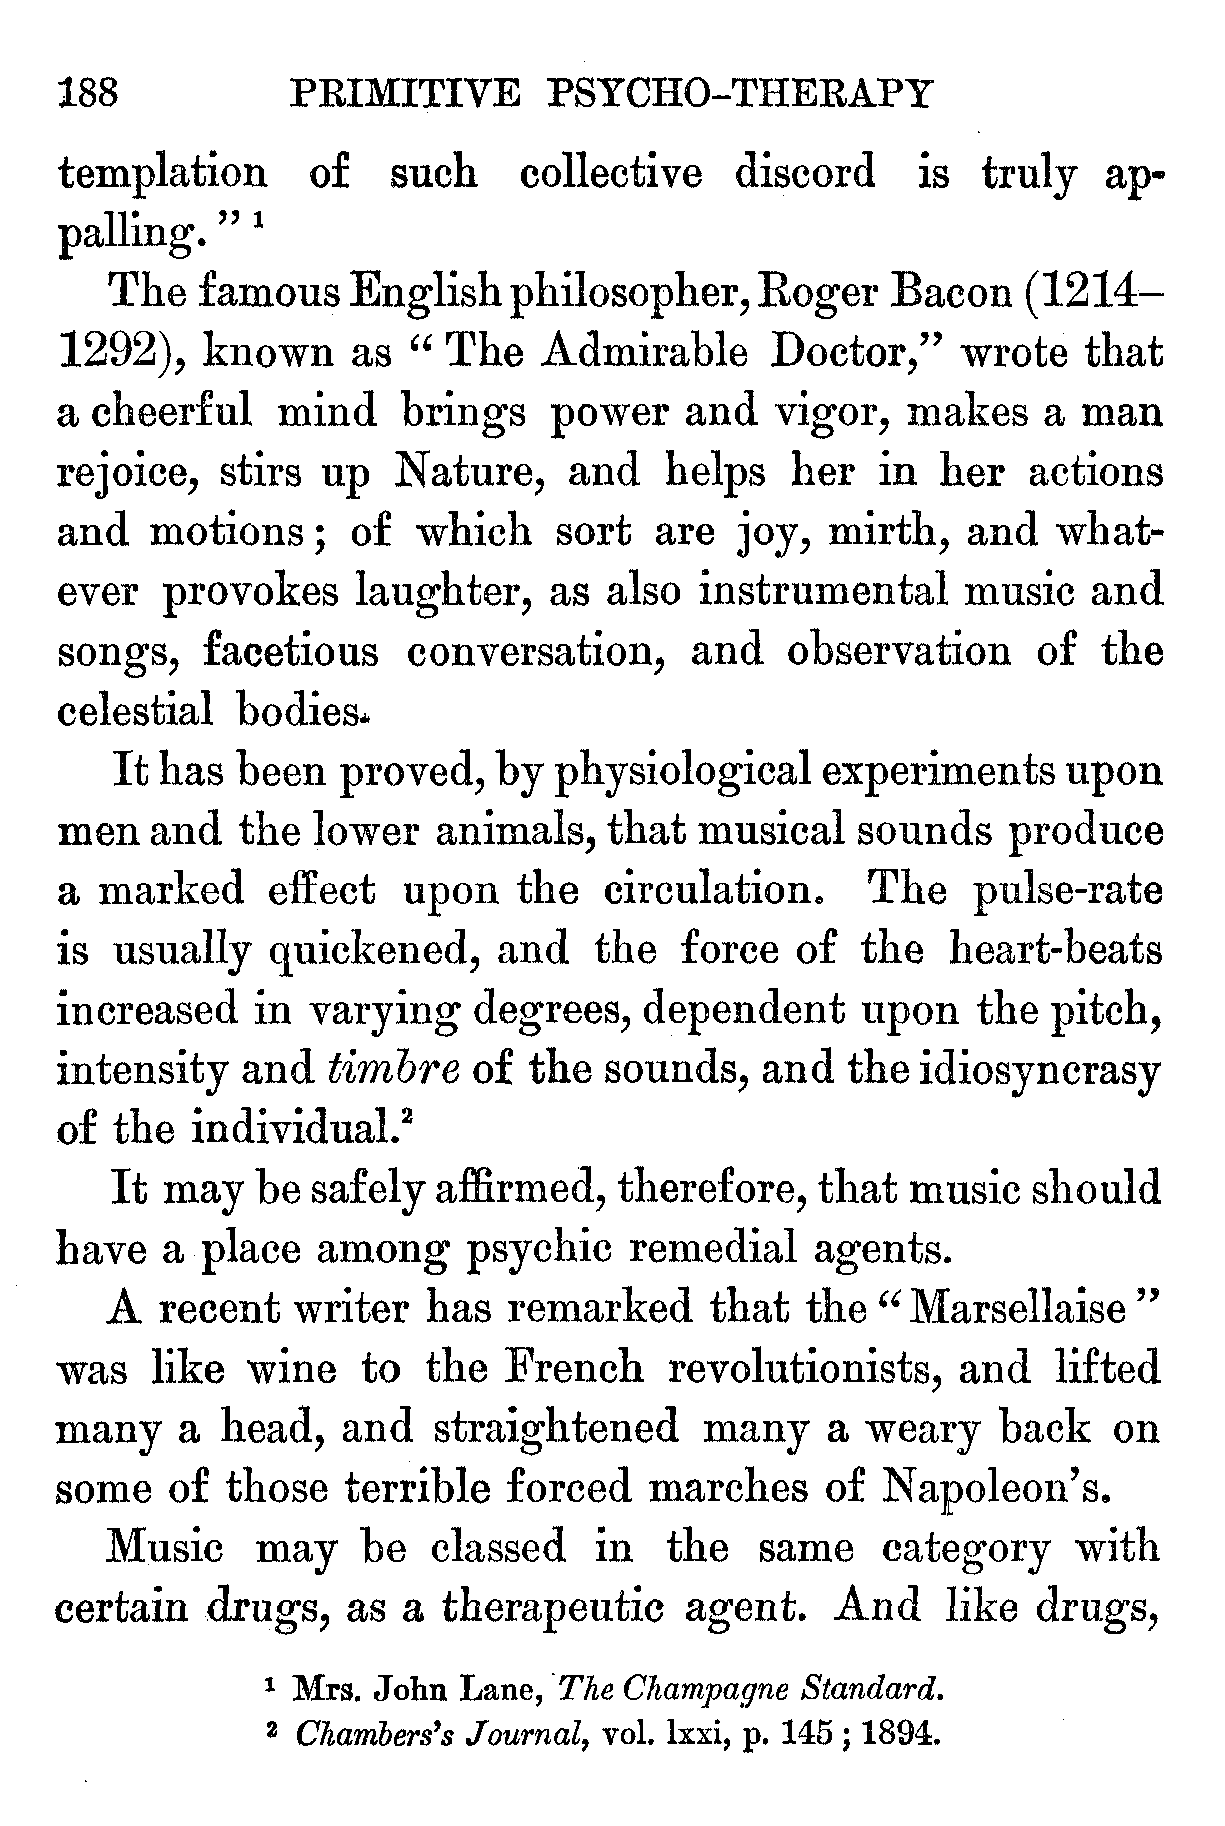 188 PRIMITIVE PSYCHO-THERAPY
templation of such collective discord is truly ap-
palling." ¹
The famous English philosopher, Roger Bacon (1214–
1292), known as "The Admirable Doctor," wrote that
a cheerful mind brings power and vigor, makes a man
rejoice, stirs up Nature, and helps her in her actions
and motions; of which sort are joy, mirth, and what-
ever provokes laughter, as also instrumental music and
songs, facetious conversation, and observation of the
celestial bodies.
It has been proved, by physiological experiments upon
men and the lower animals, that musical sounds produce
a marked effect upon the circulation. The pulse-rate
is usually quickened, and the force of the heart-beats
increased in varying degrees, dependent upon the pitch,
intensity and timbre of the sounds, and the idiosyncrasy
of the individual.²
It may be safely affirmed, therefore, that music should
have a place among psychic remedial agents.
A recent writer has remarked that the "Marsellaise"
was like wine to the French revolutionists, and lifted
many a head, and straightened many a weary back on
some of those terrible forced marches of Napoleon's.
Music may be classed in the same category with
certain drugs, as a therapeutic agent. And like drugs,
¹ Mrs. John Lane, The Champagne Standard.
² Chambers's Journal, vol. lxxi, p. 145; 1894.